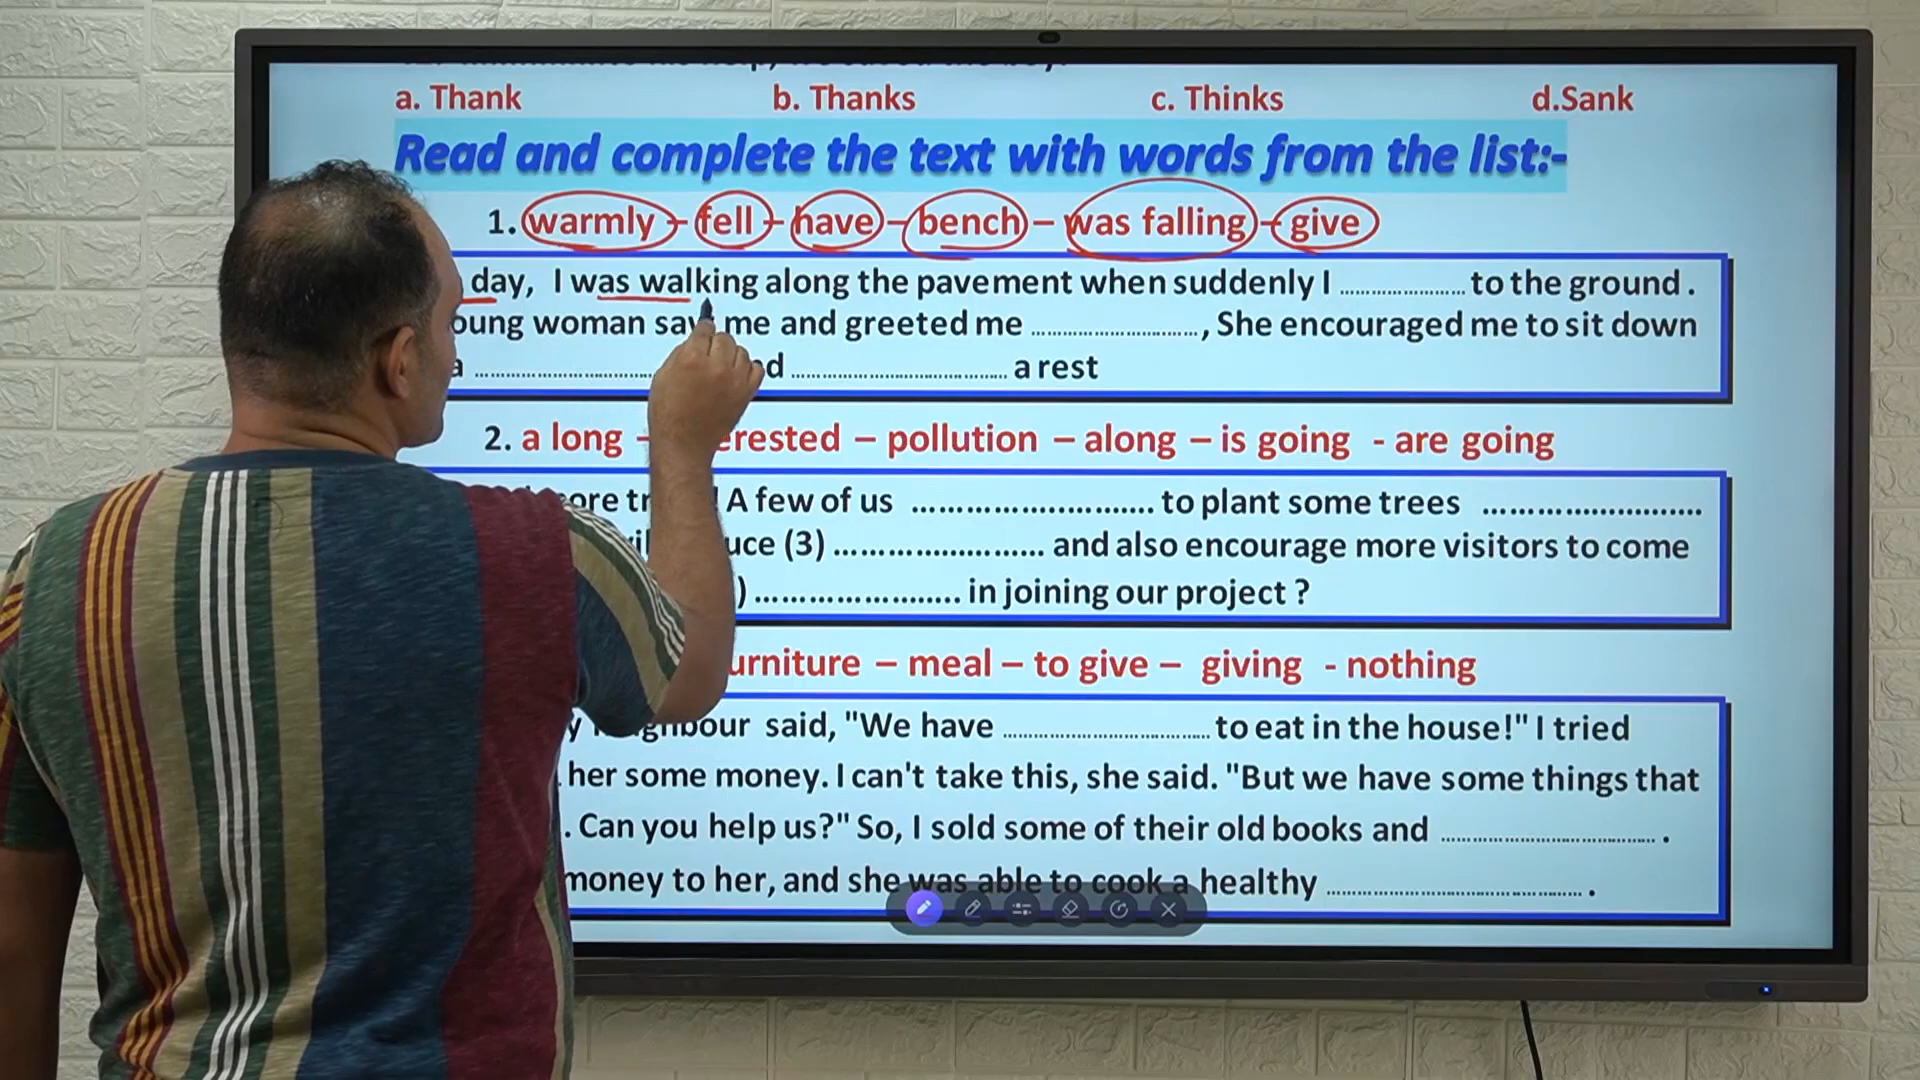 a. Thank b. Thanks c. Thinks d.Sank
Read and complete the text with words from the list:-
1. warmly – fell – have – bench – was falling – give
day, I was walking along the pavement when suddenly I ........................ to the ground .
oung woman saw me and greeted me ................................ , She encouraged me to sit down
a .................................. d ........................................ a rest
2. a long – erested – pollution – along – is going - are going
ore tr A few of us ............................ to plant some trees ..........................
uce (3) ......................... and also encourage more visitors to come
) ......................... in joining our project ?
urniture – meal – to give – giving - nothing
y neighbour said, "We have ........................................ to eat in the house!" I tried
her some money. I can't take this, she said. "But we have some things that
. Can you help us?" So, I sold some of their old books and ........................................ .
money to her, and she was able to cook a healthy ................................................ .